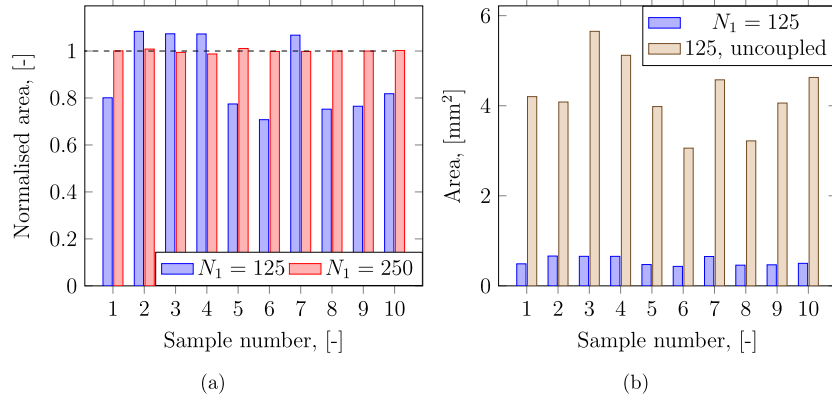 Normalised area, [-]
1
0.8
0.6
0.4
0.2
0
N₁ = 125 N₁ = 250
1 2 3 4 5 6 7 8 9 10
Sample number, [-]
(a)
Area, [mm²]
6
4
2
0
N₁ = 125
125, uncoupled
1 2 3 4 5 6 7 8 9 10
Sample number, [-]
(b)